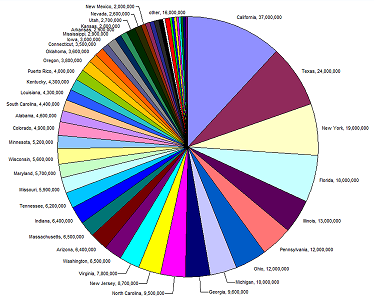 New Mexico, 2,000,000
Nevada, 2,600,000
Utah, 2,700,000
Kansas, 2,800,000
Arkansas, 2,900,000
Mississippi, 2,900,000
Iowa, 3,000,000
Connecticut, 3,500,000
Oklahoma, 3,600,000
Oregon, 3,800,000
Puerto Rico, 4,000,000
Kentucky, 4,300,000
Louisiana, 4,300,000
South Carolina, 4,400,000
Alabama, 4,600,000
Colorado, 4,900,000
Minnesota, 5,200,000
Wisconsin, 5,600,000
Maryland, 5,700,000
Missouri, 5,900,000
Tennessee, 6,200,000
Indiana, 6,400,000
Massachusetts, 6,500,000
Arizona, 6,400,000
Washington, 6,500,000
Virginia, 7,800,000
New Jersey, 8,700,000
North Carolina, 9,500,000
Georgia, 9,600,000
Michigan, 10,000,000
Ohio, 12,000,000
Pennsylvania, 12,000,000
Illinois, 13,000,000
Florida, 18,000,000
New York, 19,000,000
Texas, 24,000,000
California, 37,000,000
other, 16,000,000